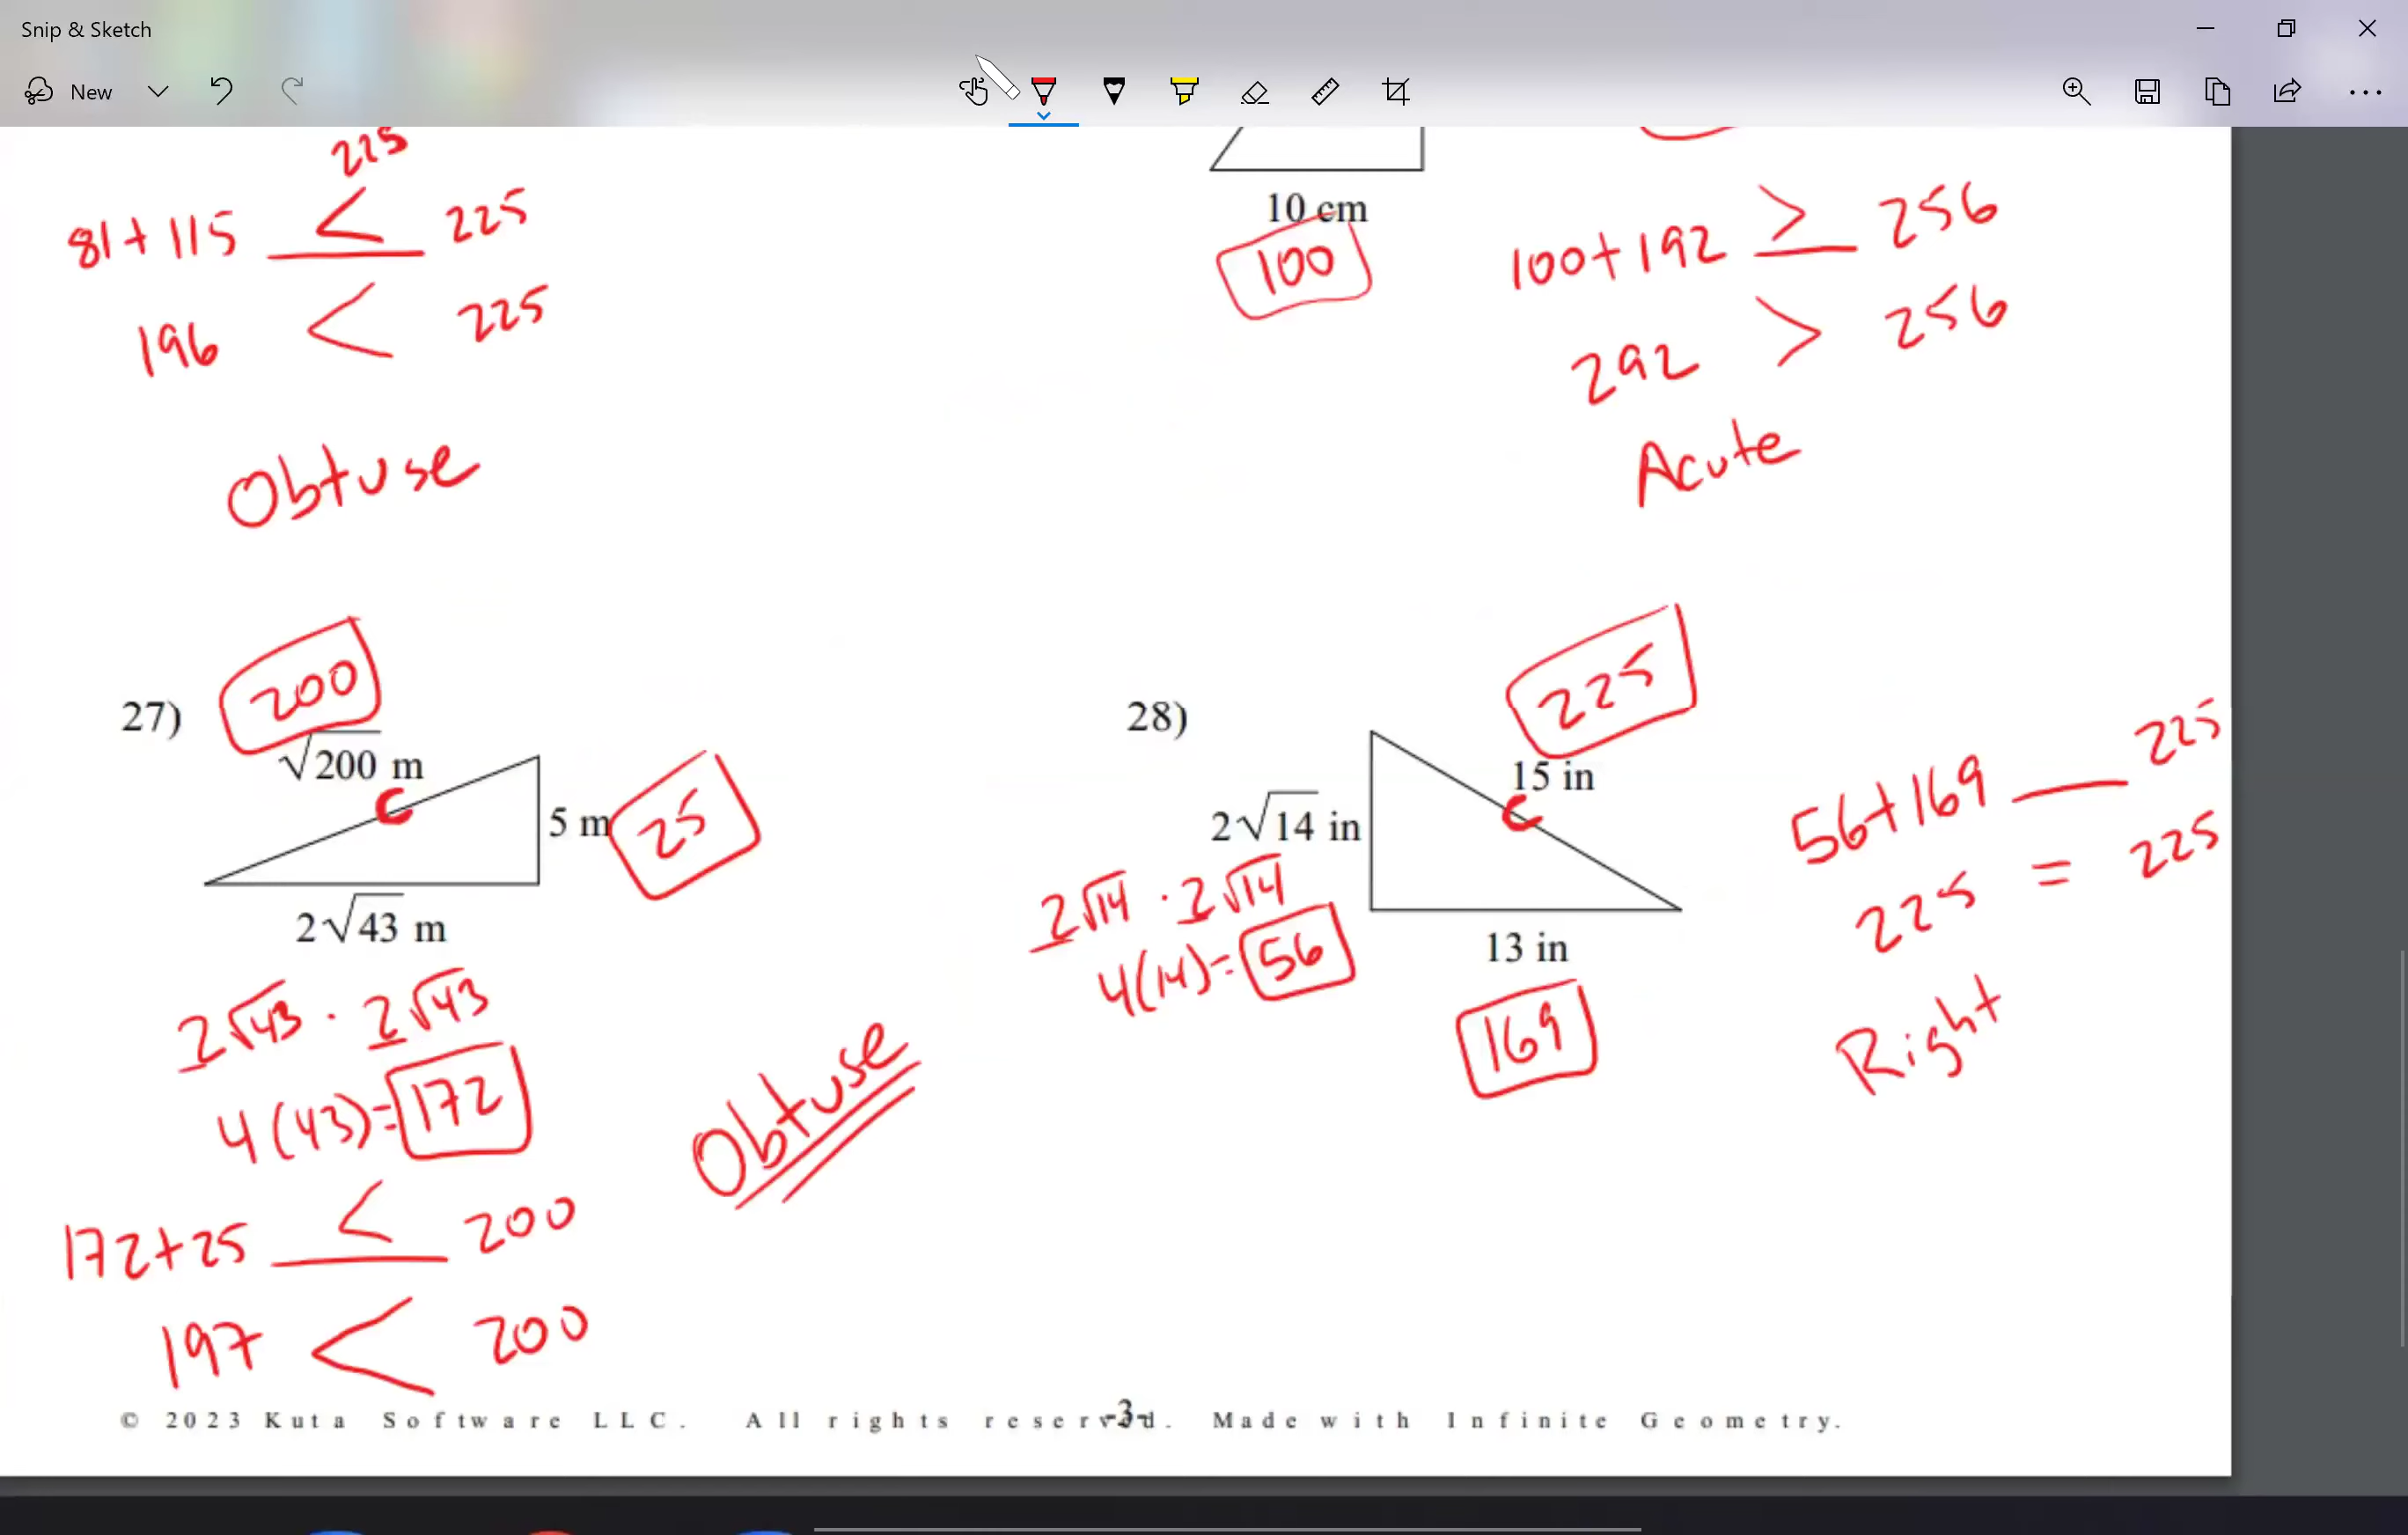 Snip & Sketch
New
225
81+115 < 225
196 < 225
Obtuse
10 cm
100
100+192 > 256
292 > 256
Acute
27)
200
√200 m
C
5 m
25
2√43 m
2√43 · 2√43
4(43)=172
172+25 < 200
197 < 200
Obtuse
28)
225
15 in
C
2√14 in
2√14 · 2√14
4(14)=56
13 in
169
56+169 __ 225
225 = 225
Right
© 2023 Kuta Software LLC. All rights reserved. Made with Infinite Geometry.
-3-